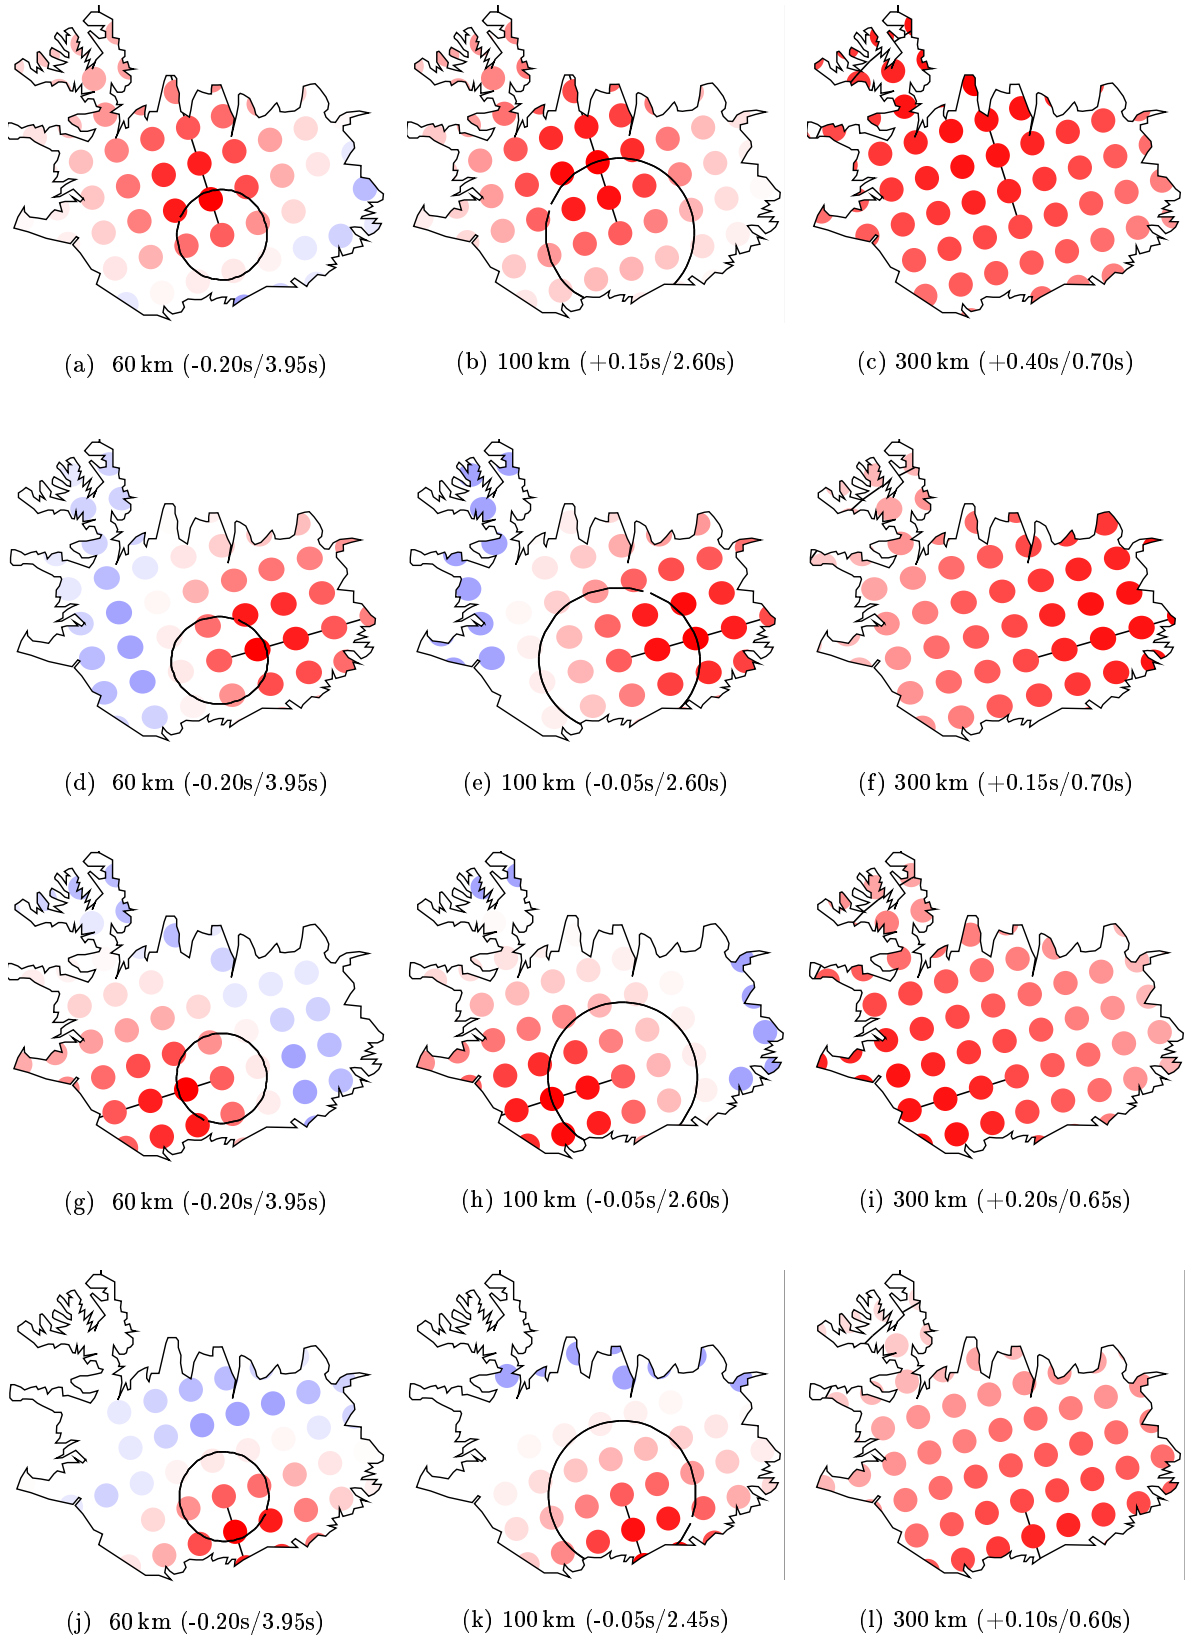 (a) 60 km (-0.20s/3.95s)
(b) 100 km (+0.15s/2.60s)
(c) 300 km (+0.40s/0.70s)
(d) 60 km (-0.20s/3.95s)
(e) 100 km (-0.05s/2.60s)
(f) 300 km (+0.15s/0.70s)
(g) 60 km (-0.20s/3.95s)
(h) 100 km (-0.05s/2.60s)
(i) 300 km (+0.20s/0.65s)
(j) 60 km (-0.20s/3.95s)
(k) 100 km (-0.05s/2.45s)
(l) 300 km (+0.10s/0.60s)